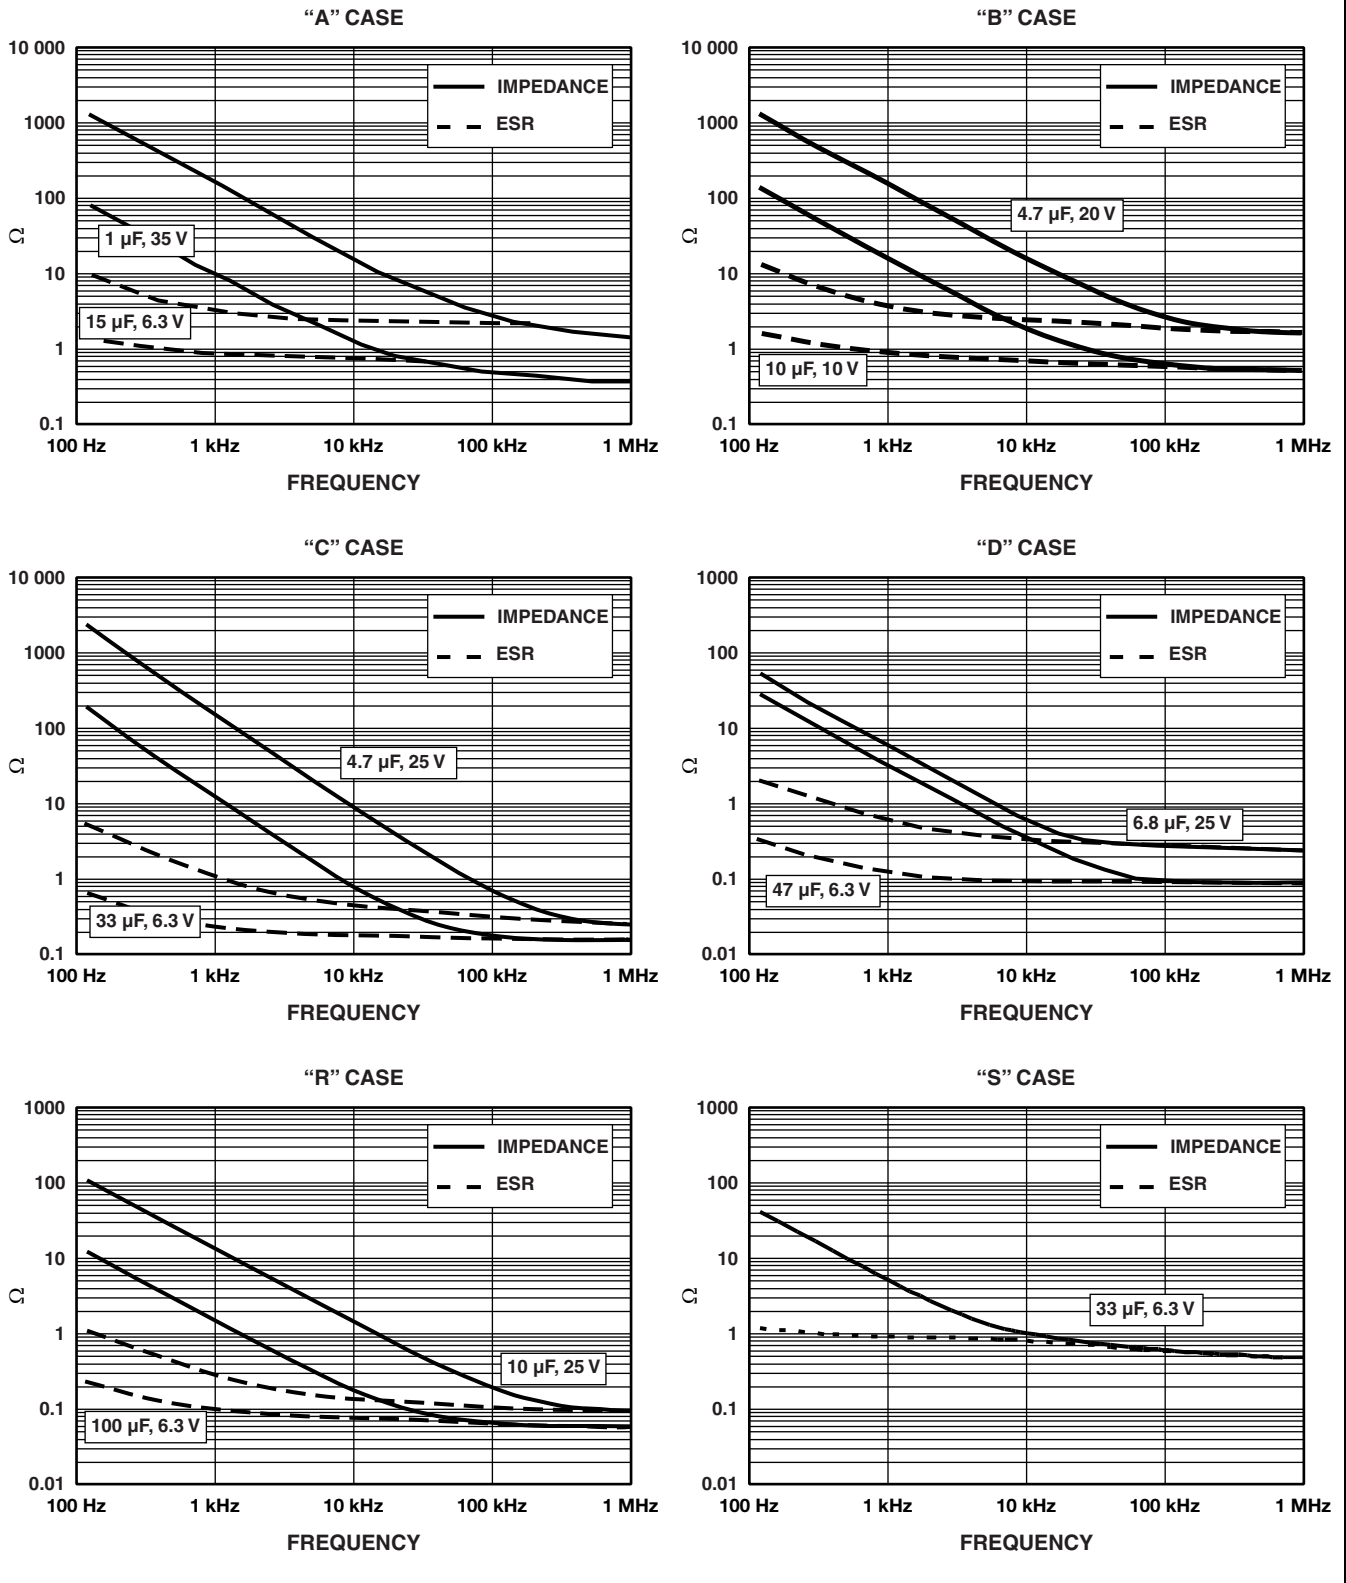 “A” CASE
10 000
1000
100
10
1
0.1
Ω
IMPEDANCE
ESR
1 µF, 35 V
15 µF, 6.3 V
100 Hz 1 kHz 10 kHz 100 kHz 1 MHz
FREQUENCY
“B” CASE
10 000
1000
100
10
1
0.1
Ω
IMPEDANCE
ESR
4.7 µF, 20 V
10 µF, 10 V
100 Hz 1 kHz 10 kHz 100 kHz 1 MHz
FREQUENCY
“C” CASE
10 000
1000
100
10
1
0.1
Ω
IMPEDANCE
ESR
4.7 µF, 25 V
33 µF, 6.3 V
100 Hz 1 kHz 10 kHz 100 kHz 1 MHz
FREQUENCY
“D” CASE
1000
100
10
1
0.1
0.01
Ω
IMPEDANCE
ESR
6.8 µF, 25 V
47 µF, 6.3 V
100 Hz 1 kHz 10 kHz 100 kHz 1 MHz
FREQUENCY
“R” CASE
1000
100
10
1
0.1
0.01
Ω
IMPEDANCE
ESR
10 µF, 25 V
100 µF, 6.3 V
100 Hz 1 kHz 10 kHz 100 kHz 1 MHz
FREQUENCY
“S” CASE
1000
100
10
1
0.1
0.01
Ω
IMPEDANCE
ESR
33 µF, 6.3 V
100 Hz 1 kHz 10 kHz 100 kHz 1 MHz
FREQUENCY